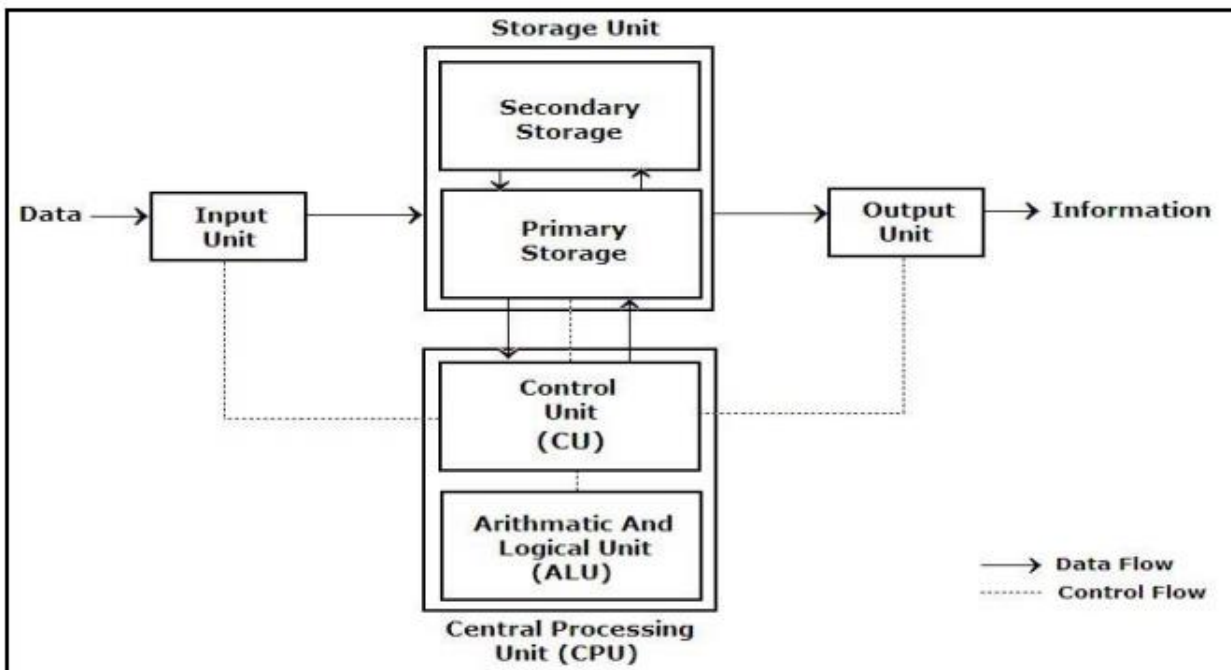 Storage Unit
Secondary
Storage
Data
Input
Unit
Primary
Storage
Output
Unit
Information
Control
Unit
(CU)
Arithmatic And
Logical Unit
(ALU)
Central Processing
Unit (CPU)
Data Flow
Control Flow